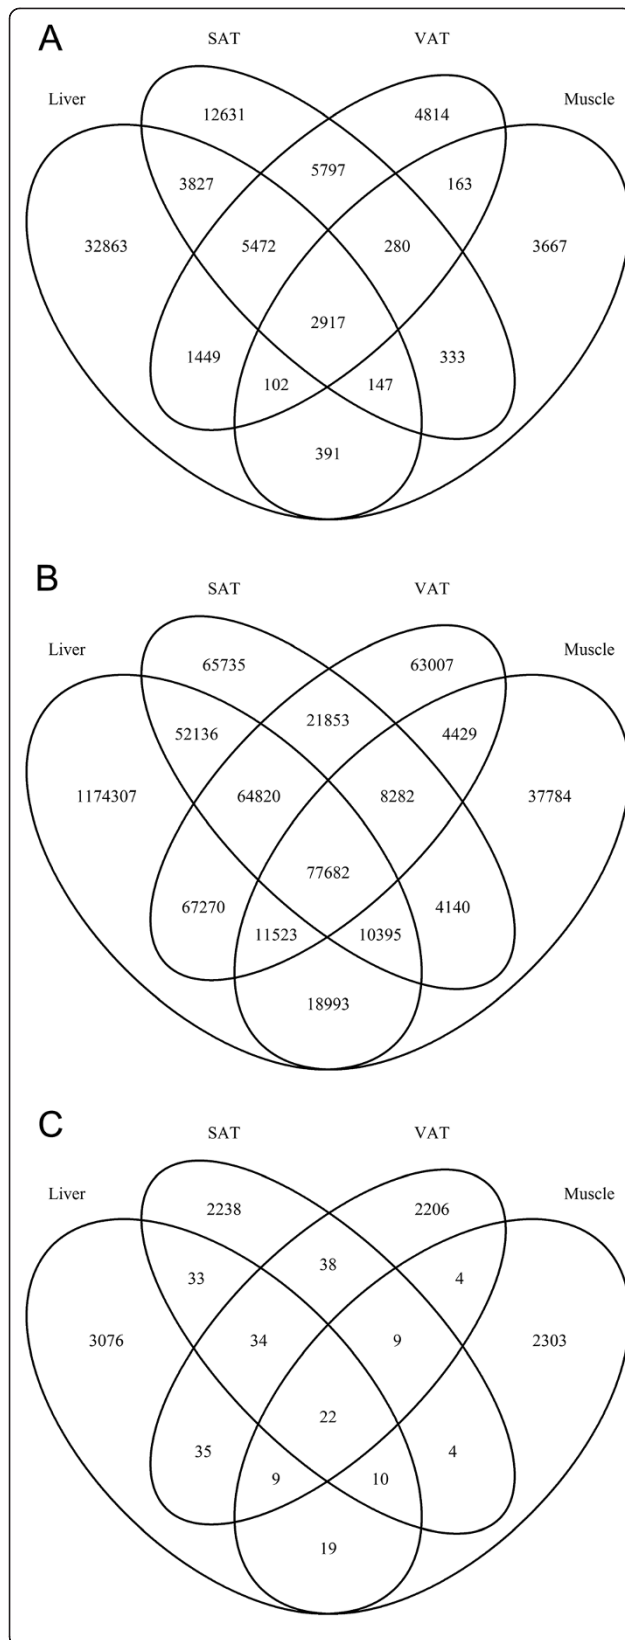 A
SAT VAT
Liver Muscle
12631 4814
3827 5797 163
32863 5472 280 3667
2917
1449 333
102 147
391
B
SAT VAT
Liver Muscle
65735 63007
52136 21853 4429
1174307 64820 8282 37784
77682
67270 4140
11523 10395
18993
C
SAT VAT
Liver Muscle
2238 2206
33 38 4
3076 34 9 2303
22
35 4
9 10
19